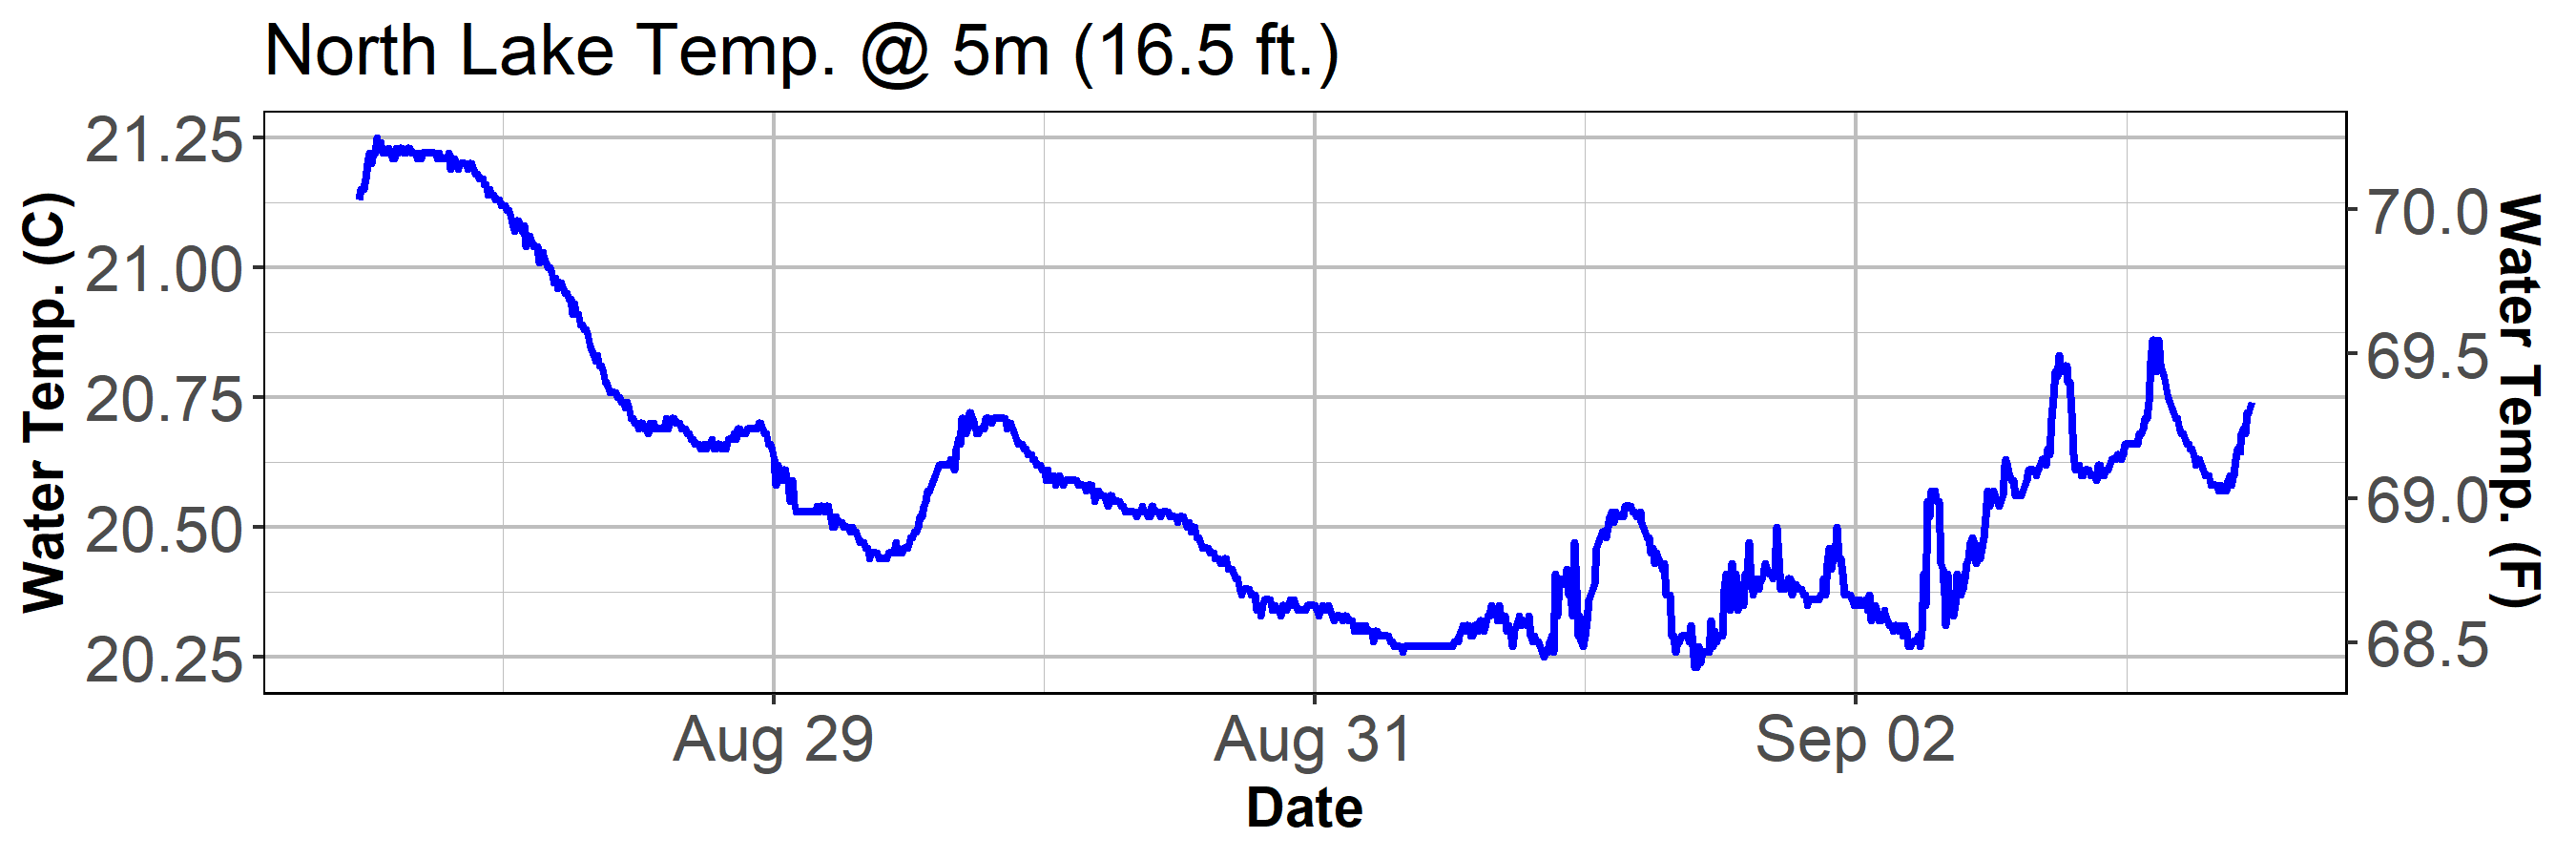 North Lake Temp. @ 5m (16.5 ft.)
Water Temp. (C)
21.25
21.00
20.75
20.50
20.25
70.0
69.5
69.0
68.5
Water Temp. (F)
Aug 29
Aug 31
Sep 02
Date